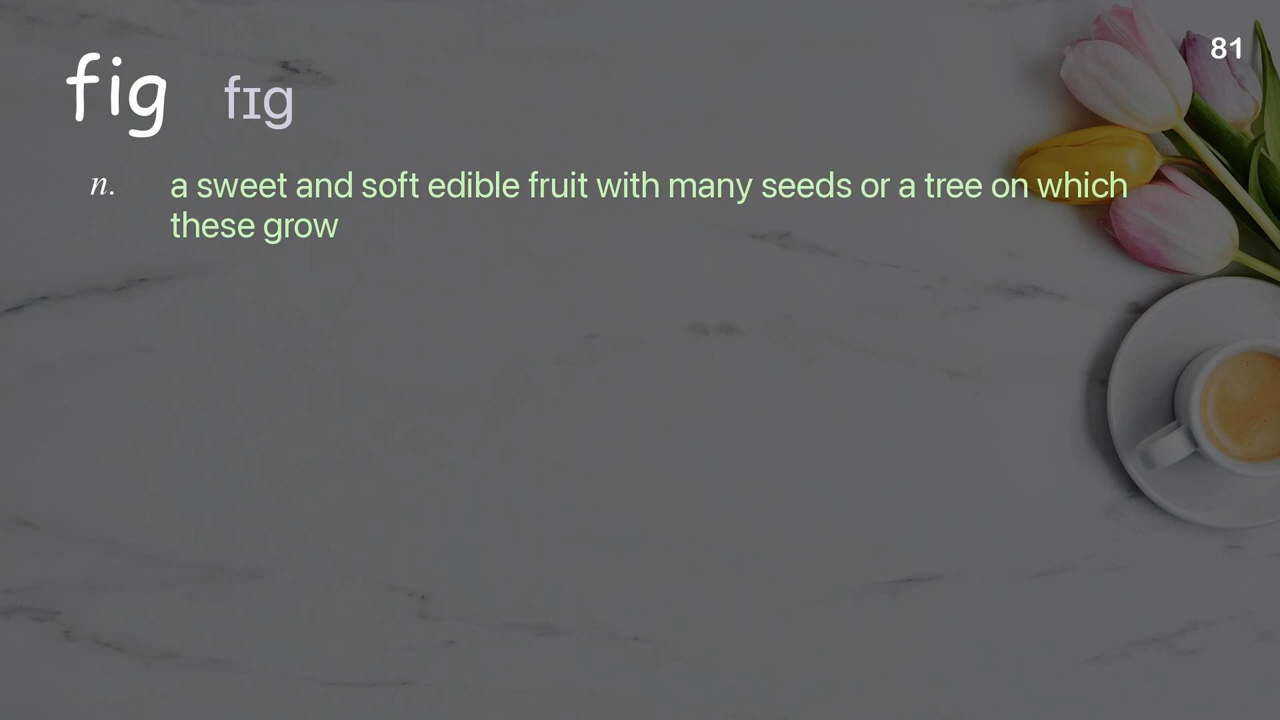 81
fig fɪg
n. a sweet and soft edible fruit with many seeds or a tree on which
these grow